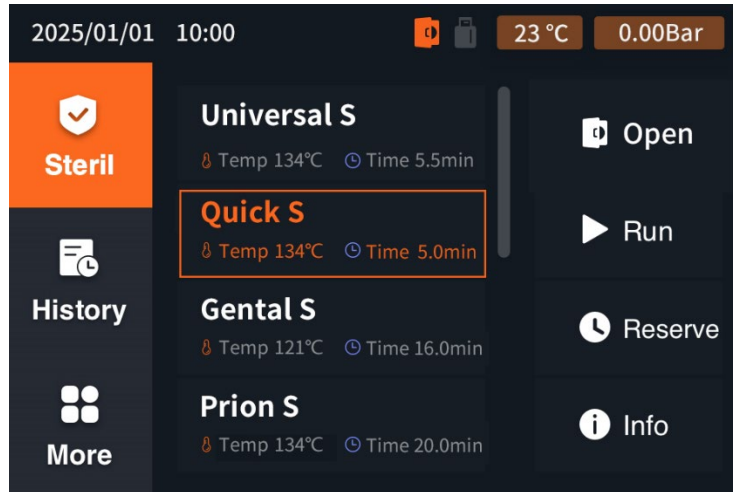 2025/01/01 10:00 23 °C 0.00Bar
Steril
History
More
Universal S
Temp 134℃ Time 5.5min
Quick S
Temp 134℃ Time 5.0min
Gental S
Temp 121℃ Time 16.0min
Prion S
Temp 134℃ Time 20.0min
Open
Run
Reserve
Info